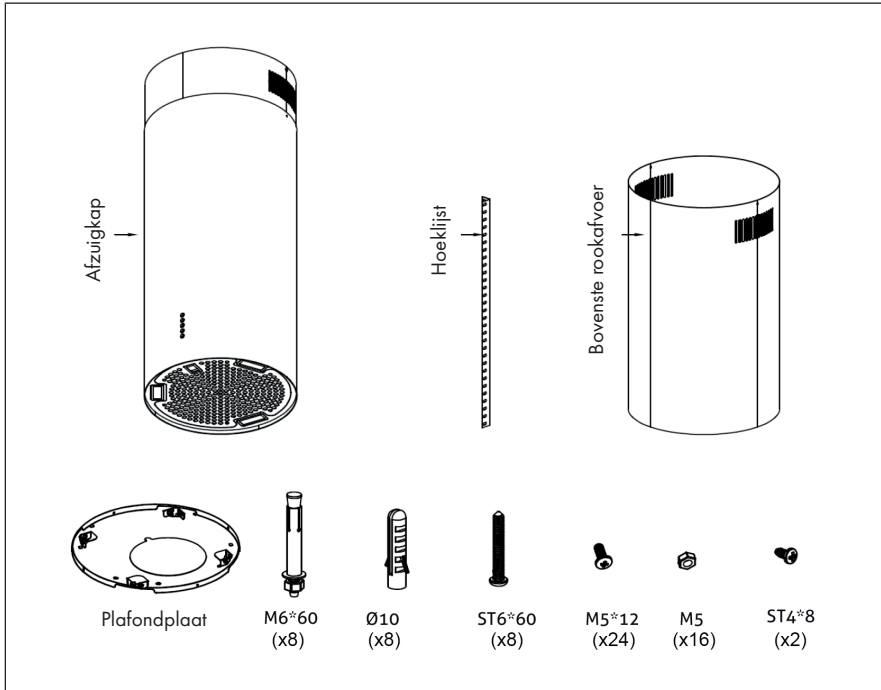 Afzuigkap
Hoeklijst
Bovenste rookafvoer
Plafondplaat
M6*60
(x8)
Ø10
(x8)
ST6*60
(x8)
M5*12
(x24)
M5
(x16)
ST4*8
(x2)